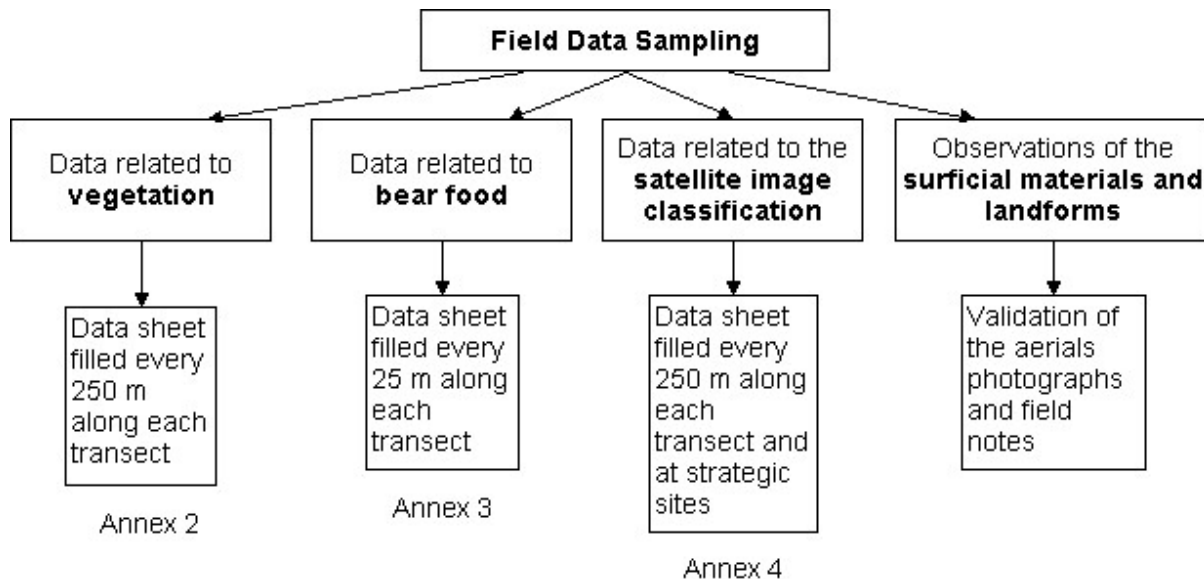 Field Data Sampling
Data related to
vegetation
Data related to
bear food
Data related to the
satellite image
classification
Observations of the
surficial materials and
landforms
Data sheet
filled every
250 m
along each
transect
Annex 2
Data sheet
filled every
25 m along
each
transect
Annex 3
Data sheet
filled every
250 m along
each
transect and
at strategic
sites
Annex 4
Validation of
the aerials
photographs
and field
notes